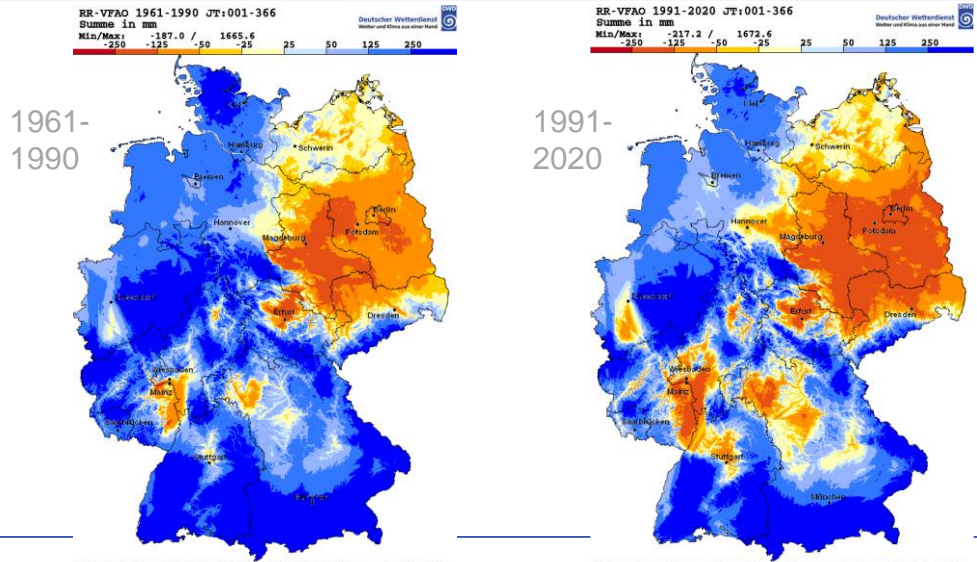 RR-VFAO 1961-1990 JT:001-366
Summe in mm
Min/Max: -187.0 / 1665.6
-250 -125 -50 -25 25 50 125 250
Deutscher Wetterdienst
Wetter und Klima aus einer Hand
DWD
1961-
1990
Kiel
Hamburg
Schwerin
Bremen
Berlin
Hannover
Potsdam
Magdeburg
Erfurt
Dresden
Wiesbaden
Mainz
Saarbrücken
Stuttgart
RR-VFAO 1991-2020 JT:001-366
Summe in mm
Min/Max: -217.2 / 1672.6
-250 -125 -50 -25 25 50 125 250
Deutscher Wetterdienst
Wetter und Klima aus einer Hand
DWD
1991-
2020
Kiel
Hamburg
Schwerin
Bremen
Berlin
Hannover
Potsdam
Magdeburg
Erfurt
Dresden
Wiesbaden
Mainz
Saarbrücken
Stuttgart
München